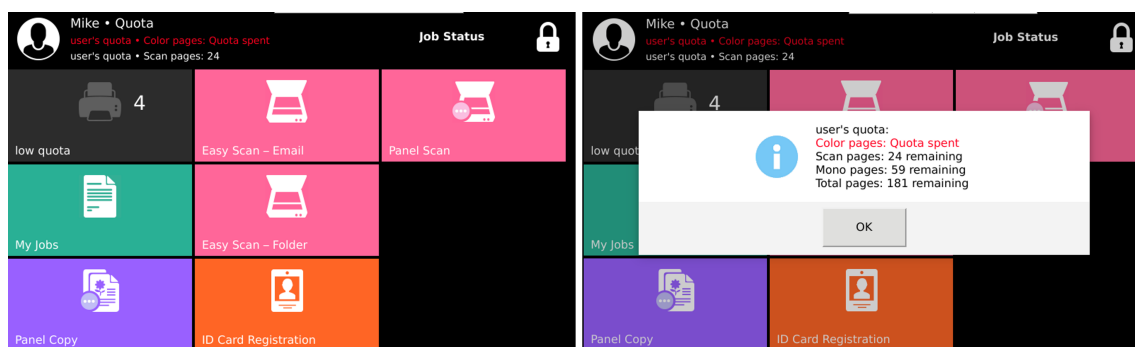 Mike • Quota
user's quota • Color pages: Quota spent
user's quota • Scan pages: 24
Job Status
4
low quota
Easy Scan – Email
Panel Scan
My Jobs
Easy Scan – Folder
Panel Copy
ID Card Registration
Mike • Quota
user's quota • Color pages: Quota spent
user's quota • Scan pages: 24
Job Status
4
low quot
user's quota:
Color pages: Quota spent
Scan pages: 24 remaining
Mono pages: 59 remaining
Total pages: 181 remaining
OK
My Jobs
Panel Copy
ID Card Registration